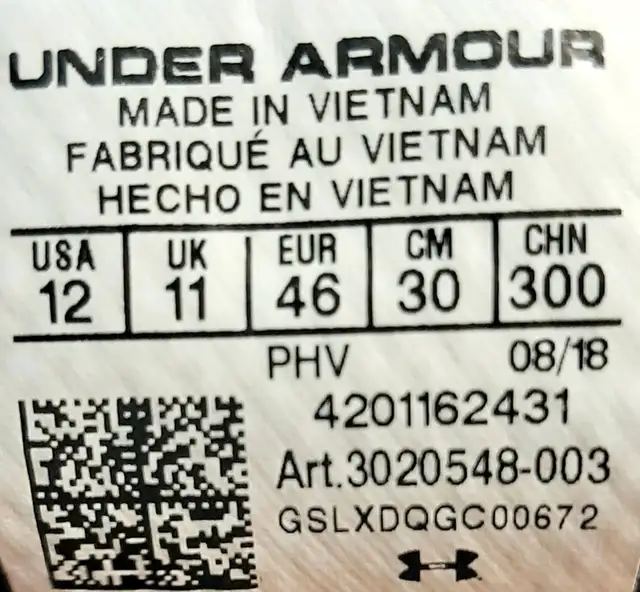 UNDER ARMOUR
MADE IN VIETNAM
FABRIQUÉ AU VIETNAM
HECHO EN VIETNAM
USA UK EUR CM CHN
12 11 46 30 300
PHV 08/18
4201162431
Art.3020548-003
GSLXDQGC00672